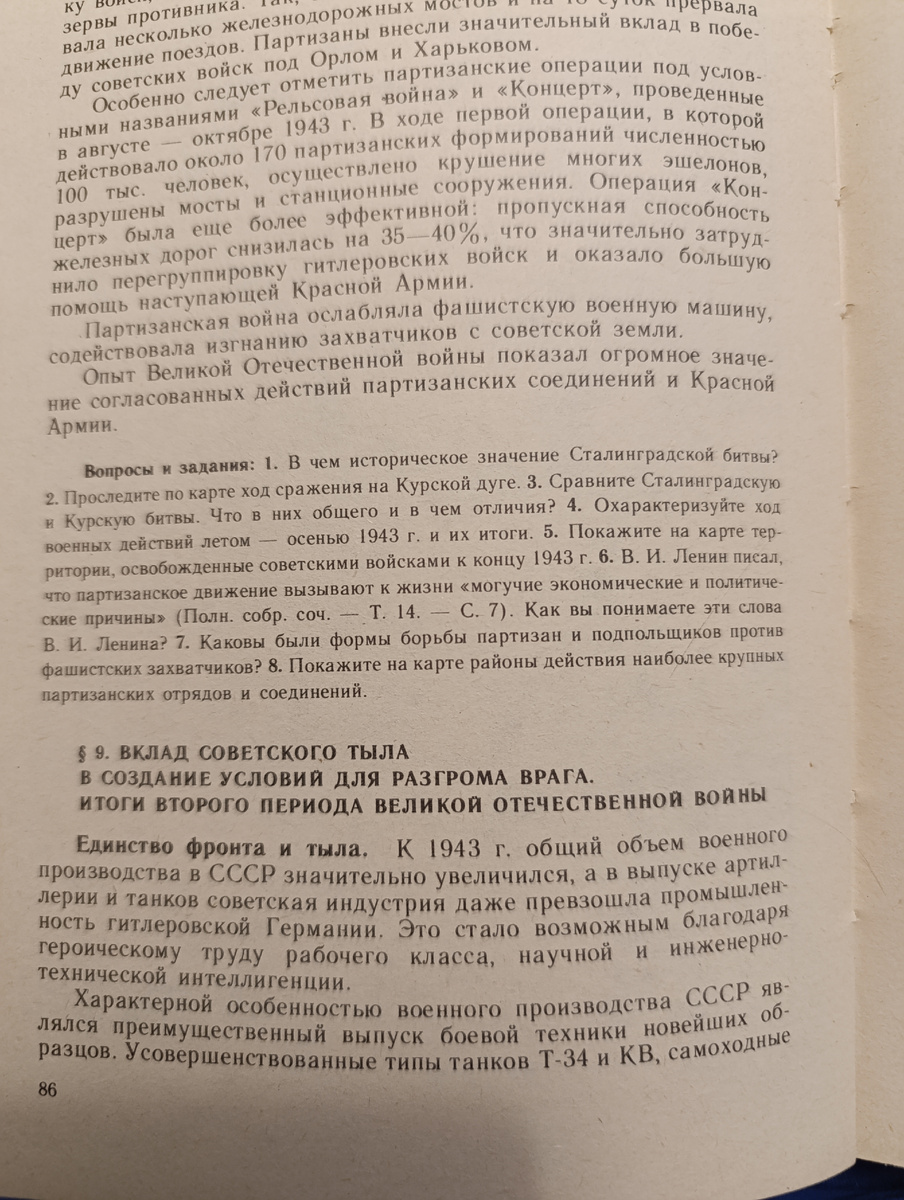 ку войск,
зервы противника. Так,
вала несколько железнодорожных мостов и на 10 суток прервала
движение поездов. Партизаны внесли значительный вклад в побе-
ду советских войск под Орлом и Харьковом.
Особенно следует отметить партизанские операции под услов-
ными названиями «Рельсовая война» и «Концерт», проведенные
в августе — октябре 1943 г. В ходе первой операции, в которой
действовало около 170 партизанских формирований численностью
100 тыс. человек, осуществлено крушение многих эшелонов,
разрушены мосты и станционные сооружения. Операция «Кон-
церт» была еще более эффективной: пропускная способность
железных дорог снизилась на 35—40%, что значительно затруд-
нило перегруппировку гитлеровских войск и оказало большую
помощь наступающей Красной Армии.
Партизанская война ослабляла фашистскую военную машину,
содействовала изгнанию захватчиков с советской земли.
Опыт Великой Отечественной войны показал огромное значе-
ние согласованных действий партизанских соединений и Красной
Армии.
Вопросы и задания: 1. В чем историческое значение Сталинградской битвы?
2. Проследите по карте ход сражения на Курской дуге. 3. Сравните Сталинградскую
и Курскую битвы. Что в них общего и в чем отличия? 4. Охарактеризуйте ход
военных действий летом — осенью 1943 г. и их итоги. 5. Покажите на карте тер-
ритории, освобожденные советскими войсками к концу 1943 г. 6. В. И. Ленин писал,
что партизанское движение вызывают к жизни «могучие экономические и политиче-
ские причины» (Полн. собр. соч. — Т. 14. — С. 7). Как вы понимаете эти слова
В. И. Ленина? 7. Каковы были формы борьбы партизан и подпольщиков против
фашистских захватчиков? 8. Покажите на карте районы действия наиболее крупных
партизанских отрядов и соединений.
§ 9. ВКЛАД СОВЕТСКОГО ТЫЛА
В СОЗДАНИЕ УСЛОВИЙ ДЛЯ РАЗГРОМА ВРАГА.
ИТОГИ ВТОРОГО ПЕРИОДА ВЕЛИКОЙ ОТЕЧЕСТВЕННОЙ ВОЙНЫ
Единство фронта и тыла. К 1943 г. общий объем военного
производства в СССР значительно увеличился, а в выпуске артил-
лерии и танков советская индустрия даже превзошла промышлен-
ность гитлеровской Германии. Это стало возможным благодаря
героическому труду рабочего класса, научной и инженерно-
технической интеллигенции.
Характерной особенностью военного производства СССР яв-
лялся преимущественный выпуск боевой техники новейших об-
разцов. Усовершенствованные типы танков Т-34 и КВ, самоходные
86